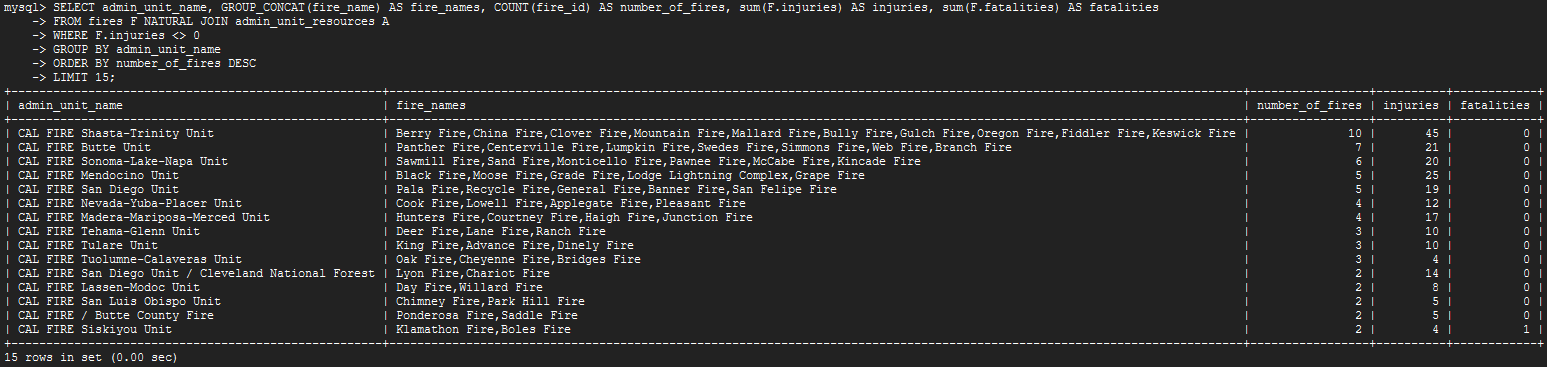 mysql> SELECT admin_unit_name, GROUP_CONCAT(fire_name) AS fire_names, COUNT(fire_id) AS number_of_fires, sum(F.injuries) AS injuries, sum(F.fatalities) AS fatalities
    -> FROM fires F NATURAL JOIN admin_unit_resources A
    -> WHERE F.injuries <> 0
    -> GROUP BY admin_unit_name
    -> ORDER BY number_of_fires DESC
    -> LIMIT 15;
| admin_unit_name | fire_names | number_of_fires | injuries | fatalities |
| CAL FIRE Shasta-Trinity Unit | Berry Fire,China Fire,Clover Fire,Mountain Fire,Mallard Fire,Bully Fire,Gulch Fire,Oregon Fire,Fiddler Fire,Keswick Fire | 10 | 45 | 0 |
| CAL FIRE Butte Unit | Panther Fire,Centerville Fire,Lumpkin Fire,Swedes Fire,Simmons Fire,Web Fire,Branch Fire | 7 | 21 | 0 |
| CAL FIRE Sonoma-Lake-Napa Unit | Sawmill Fire,Sand Fire,Monticello Fire,Pawnee Fire,McCabe Fire,Kincade Fire | 6 | 20 | 0 |
| CAL FIRE Mendocino Unit | Black Fire,Moose Fire,Grade Fire,Lodge Lightning Complex,Grape Fire | 5 | 25 | 0 |
| CAL FIRE San Diego Unit | Pala Fire,Recycle Fire,General Fire,Banner Fire,San Felipe Fire | 5 | 19 | 0 |
| CAL FIRE Nevada-Yuba-Placer Unit | Cook Fire,Lowell Fire,Applegate Fire,Pleasant Fire | 4 | 12 | 0 |
| CAL FIRE Madera-Mariposa-Merced Unit | Hunters Fire,Courtney Fire,Haigh Fire,Junction Fire | 4 | 17 | 0 |
| CAL FIRE Tehama-Glenn Unit | Deer Fire,Lane Fire,Ranch Fire | 3 | 10 | 0 |
| CAL FIRE Tulare Unit | King Fire,Advance Fire,Dinely Fire | 3 | 10 | 0 |
| CAL FIRE Tuolumne-Calaveras Unit | Oak Fire,Cheyenne Fire,Bridges Fire | 3 | 4 | 0 |
| CAL FIRE San Diego Unit / Cleveland National Forest | Lyon Fire,Chariot Fire | 2 | 14 | 0 |
| CAL FIRE Lassen-Modoc Unit | Day Fire,Willard Fire | 2 | 8 | 0 |
| CAL FIRE San Luis Obispo Unit | Chimney Fire,Park Hill Fire | 2 | 5 | 0 |
| CAL FIRE / Butte County Fire | Ponderosa Fire,Saddle Fire | 2 | 5 | 0 |
| CAL FIRE Siskiyou Unit | Klamathon Fire,Boles Fire | 2 | 4 | 1 |
15 rows in set (0.00 sec)